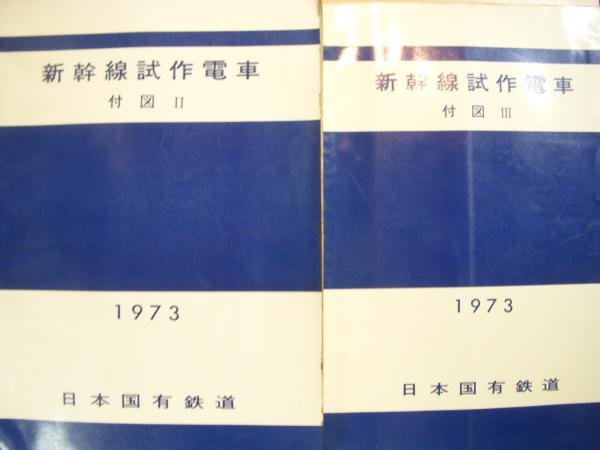 新幹線試作電車
付図 II
1973
日本国有鉄道
新幹線試作電車
付図 III
1973
日本国有鉄道